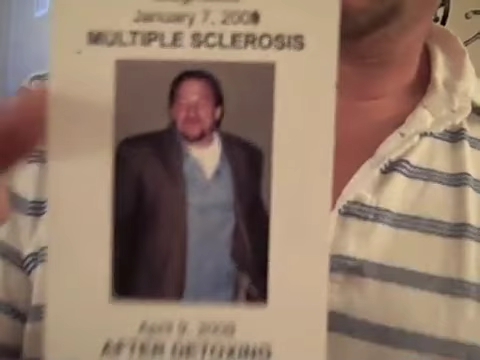 January 7, 2008
MULTIPLE SCLEROSIS
April 9, 2008
AFTER DETOXING